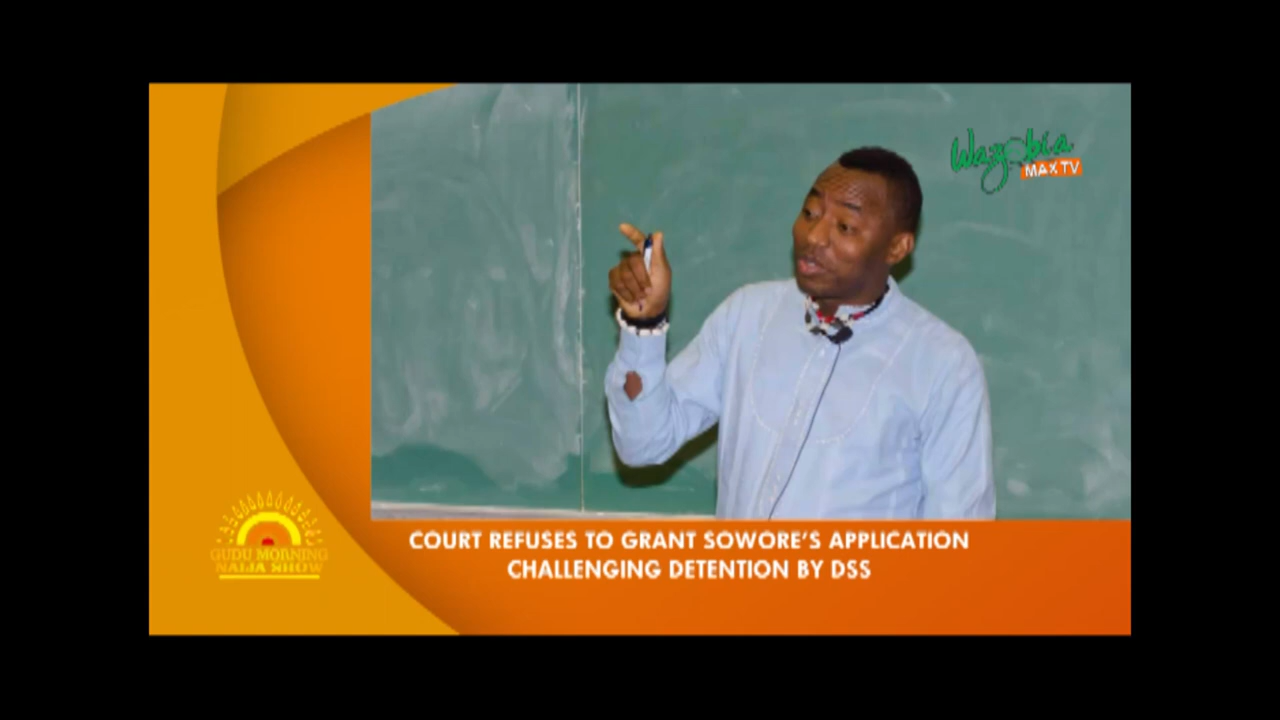 Wazobia
MAX TV
COURT REFUSES TO GRANT SOWORE'S APPLICATION
CHALLENGING DETENTION BY DSS
GUDU MORNING
NAIJA SHOW